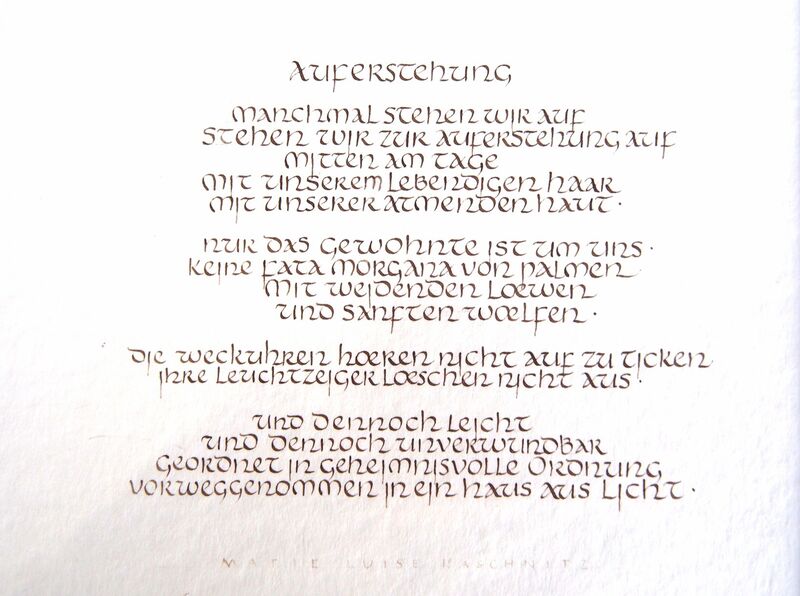 Auferstehung
Manchmal stehen wir auf
Stehen wir zur Auferstehung auf
Mitten am Tage
Mit unserem lebendigen Haar
Mit unserer atmenden Haut.
Nur das Gewohnte ist um uns.
Keine Fata Morgana von Palmen
Mit weidenden Loewen
Und sanften Woelfen.
Die Weckuhren hoeren nicht auf zu ticken
Ihre Leuchtzeiger loeschen nicht aus.
Und dennoch leicht
Und dennoch unverwundbar
Geordnet in geheimnisvolle Ordnung
Vorweggenommen in ein Haus aus Licht.
MARIE LUISE KASCHNITZ